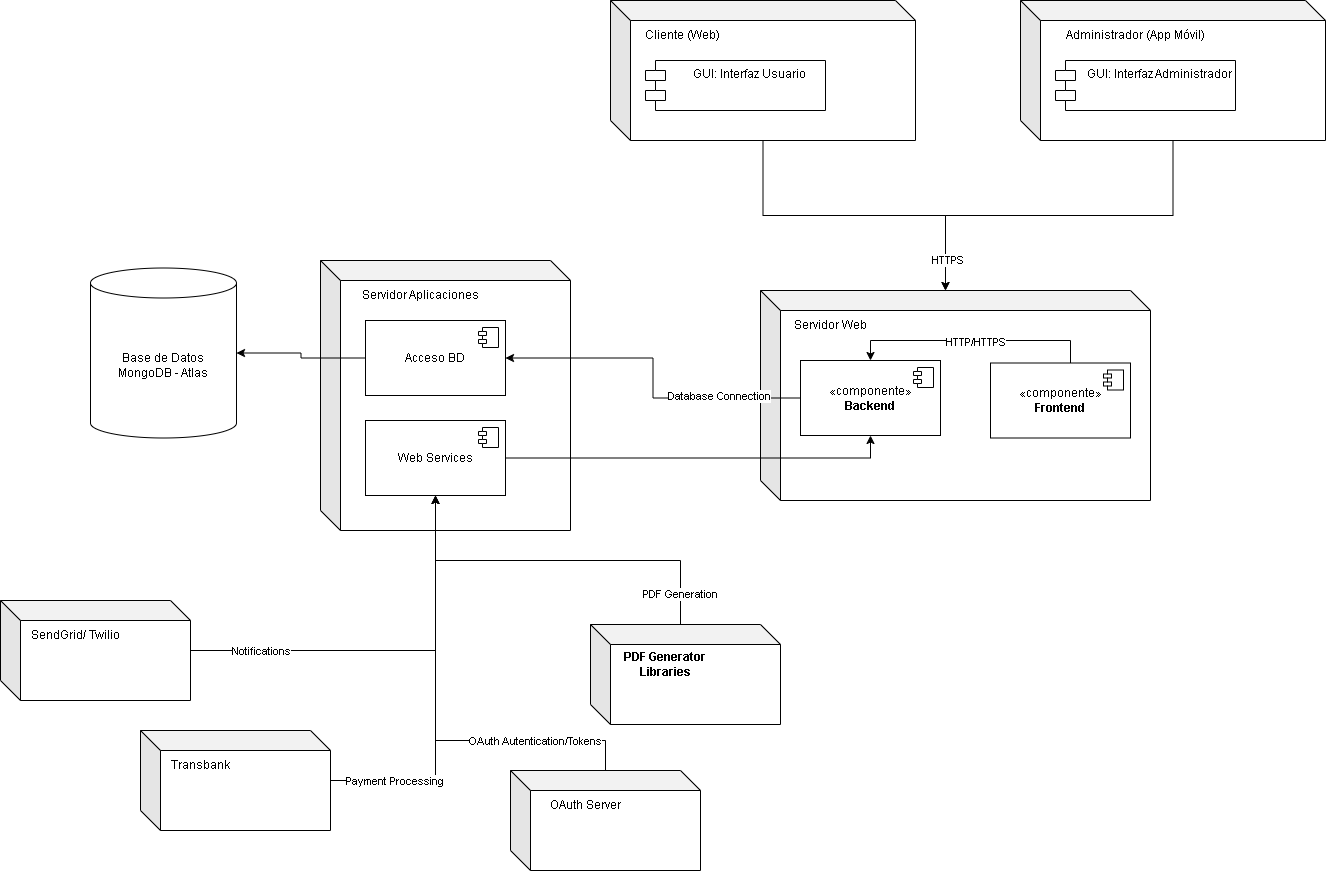 Cliente (Web)
GUI: Interfaz Usuario
Administrador (App Móvil)
GUI: Interfaz Administrador
HTTPS
Servidor Aplicaciones
Acceso BD
Web Services
Base de Datos
MongoDB - Atlas
Servidor Web
HTTP/HTTPS
«componente»
Backend
«componente»
Frontend
Database Connection
PDF Generation
SendGrid/ Twilio
Notifications
PDF Generator
Libraries
Transbank
Payment Processing
OAuth Autentication/Tokens
OAuth Server